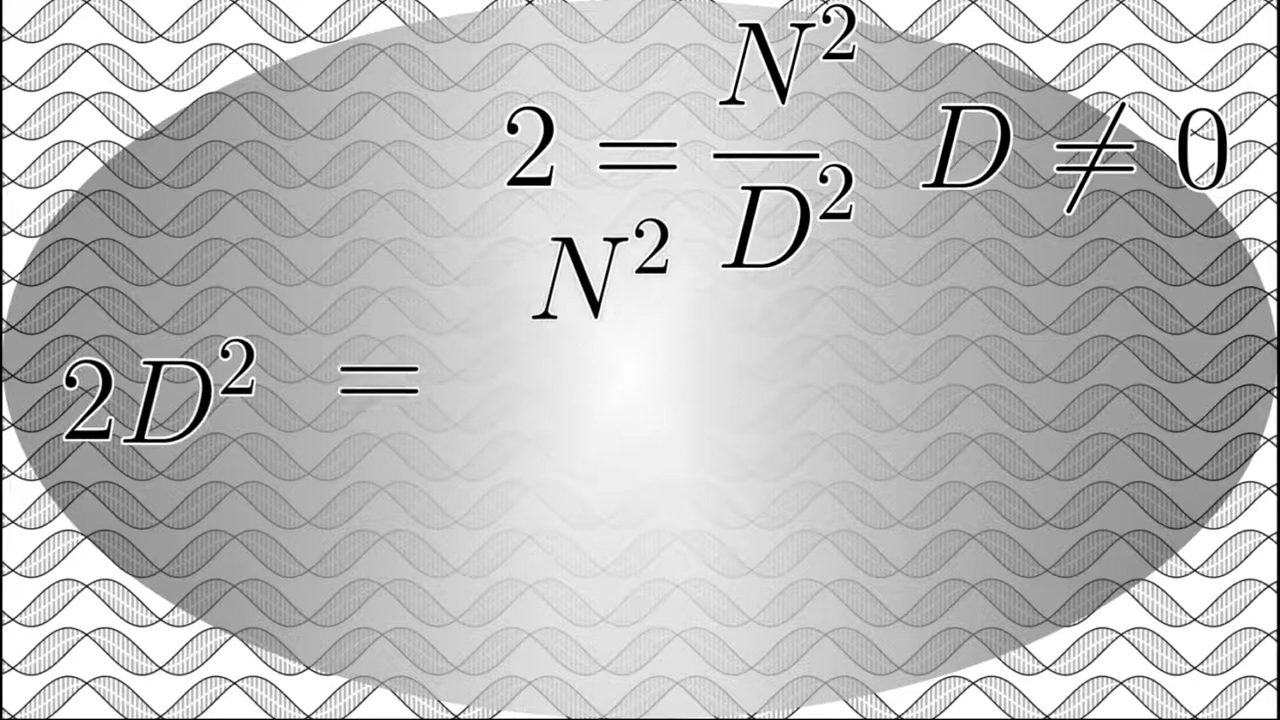 2 = N²/D² D ≠ 0
N²
2D² =